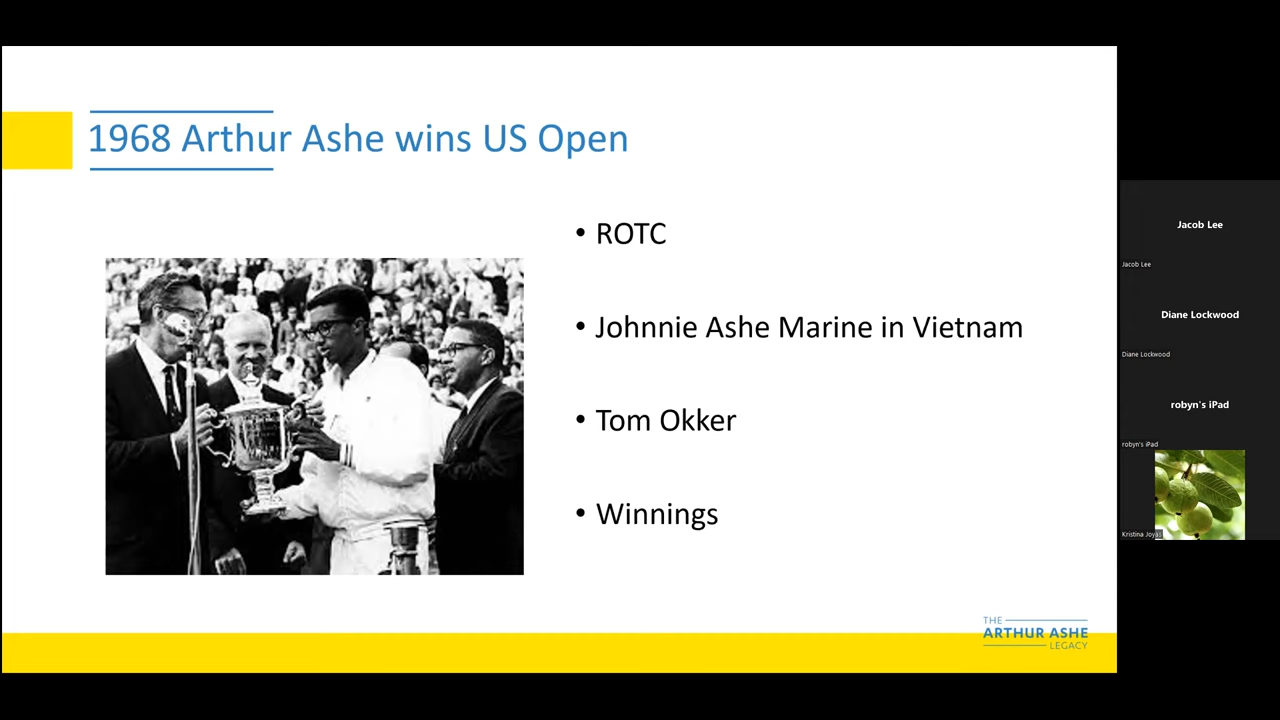 1968 Arthur Ashe wins US Open
• ROTC
• Johnnie Ashe Marine in Vietnam
• Tom Okker
• Winnings
THE
ARTHUR ASHE
LEGACY
Jacob Lee
Jacob Lee
Diane Lockwood
Diane Lockwood
robyn's iPad
robyn's iPad
Kristina Joyas